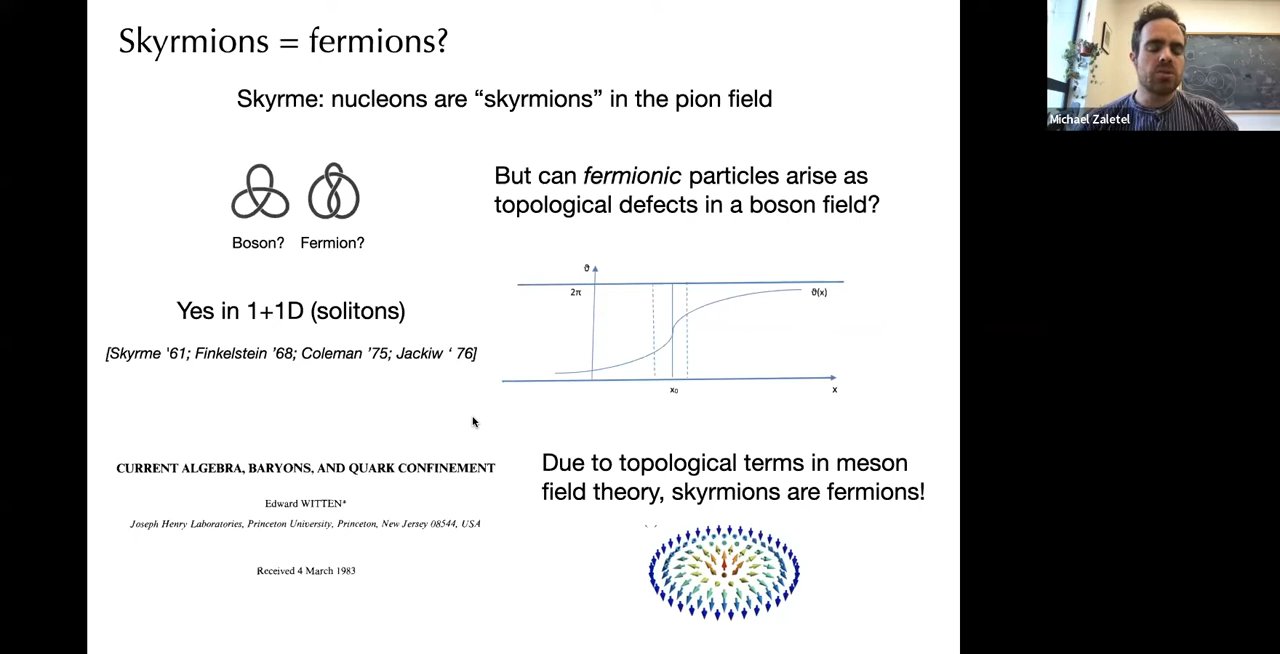 Skyrmions = fermions?
Skyrme: nucleons are “skyrmions” in the pion field
But can fermionic particles arise as
topological defects in a boson field?
Boson? Fermion?
Yes in 1+1D (solitons)
[Skyrme '61; Finkelstein '68; Coleman '75; Jackiw ‘ 76]
ϑ
2π
ϑ(x)
x₀
x
CURRENT ALGEBRA, BARYONS, AND QUARK CONFINEMENT
Edward WITTEN*
Joseph Henry Laboratories, Princeton University, Princeton, New Jersey 08544, USA
Received 4 March 1983
Due to topological terms in meson
field theory, skyrmions are fermions!
Michael Zaletel